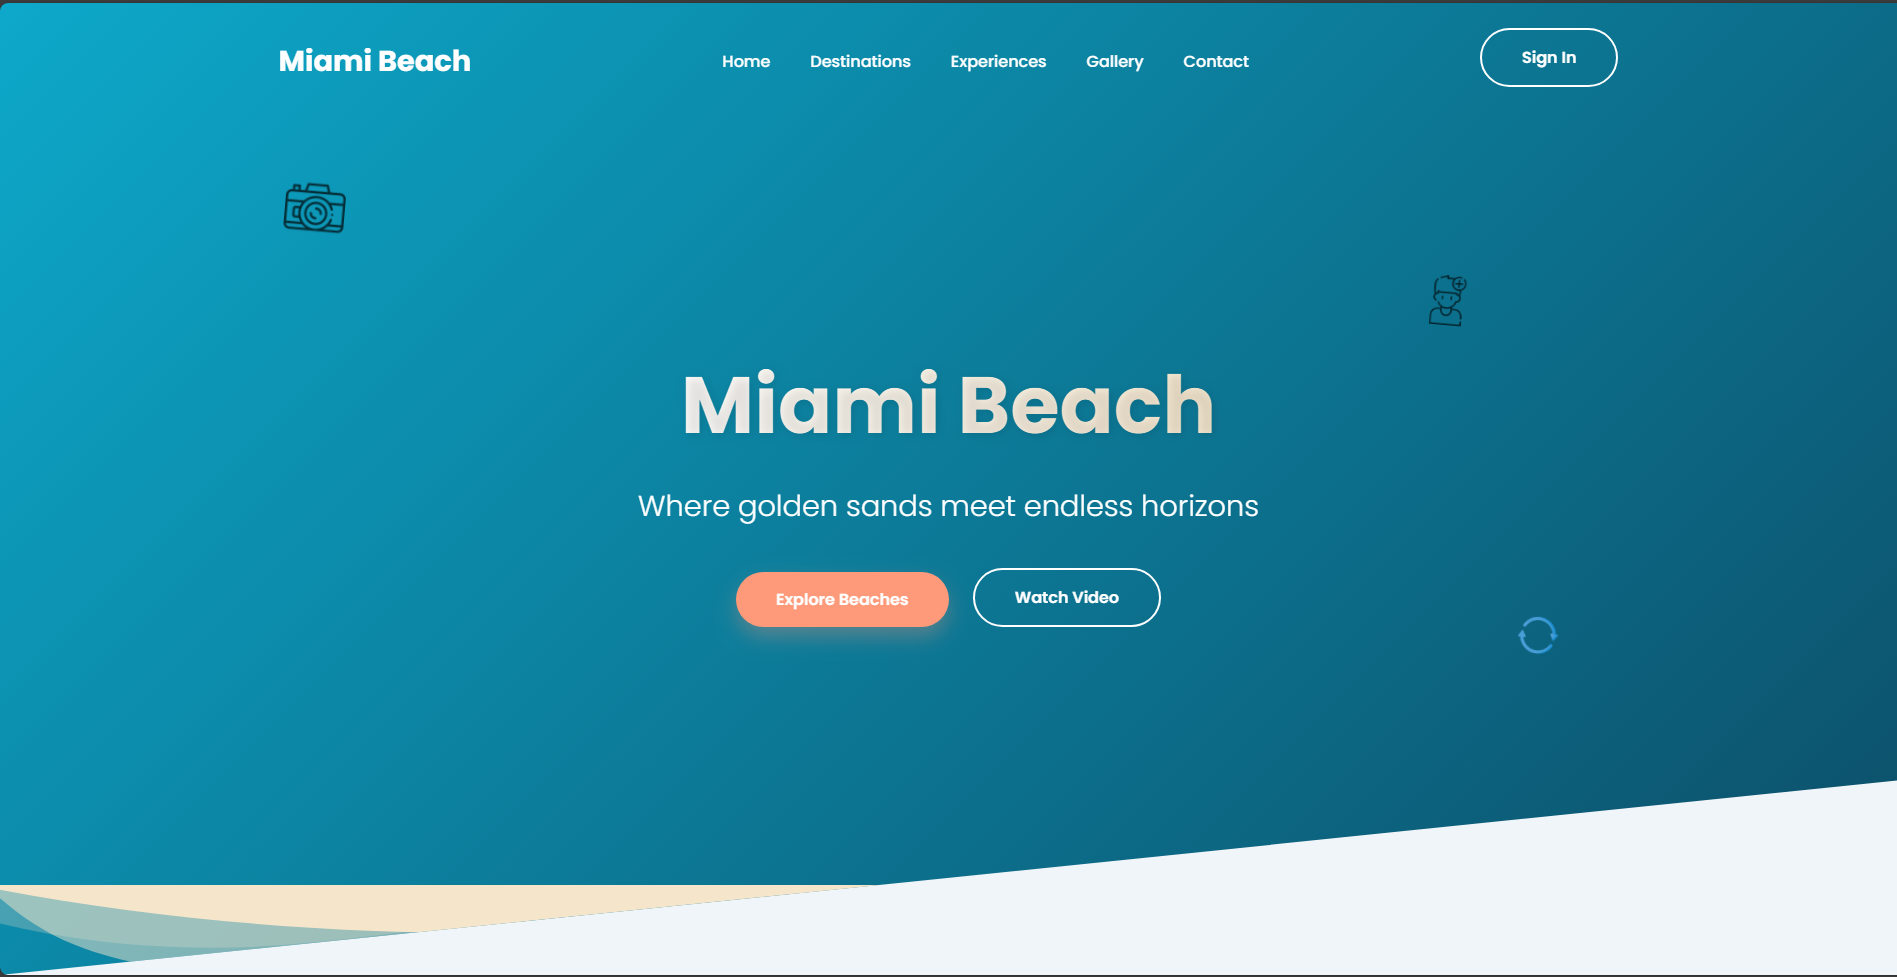 Miami Beach
Home Destinations Experiences Gallery Contact
Sign In
Miami Beach
Where golden sands meet endless horizons
Explore Beaches
Watch Video